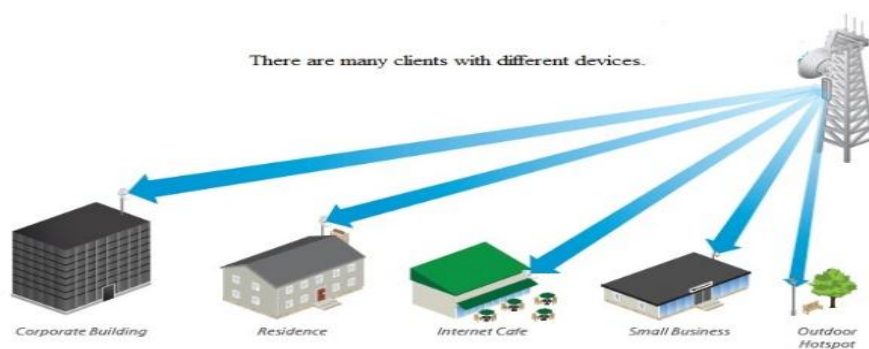 There are many clients with different devices.
Corporate Building
Residence
Internet Cafe
Small Business
Outdoor
Hotspot